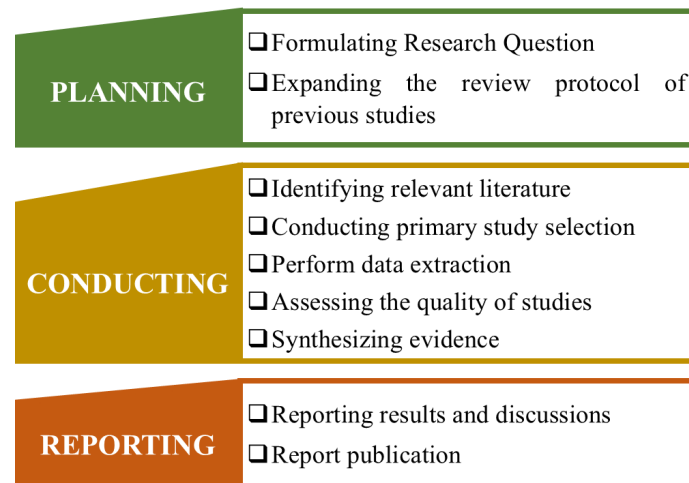 PLANNING
❑Formulating Research Question
❑Expanding the review protocol of
previous studies
CONDUCTING
❑Identifying relevant literature
❑Conducting primary study selection
❑Perform data extraction
❑Assessing the quality of studies
❑Synthesizing evidence
REPORTING
❑Reporting results and discussions
❑Report publication